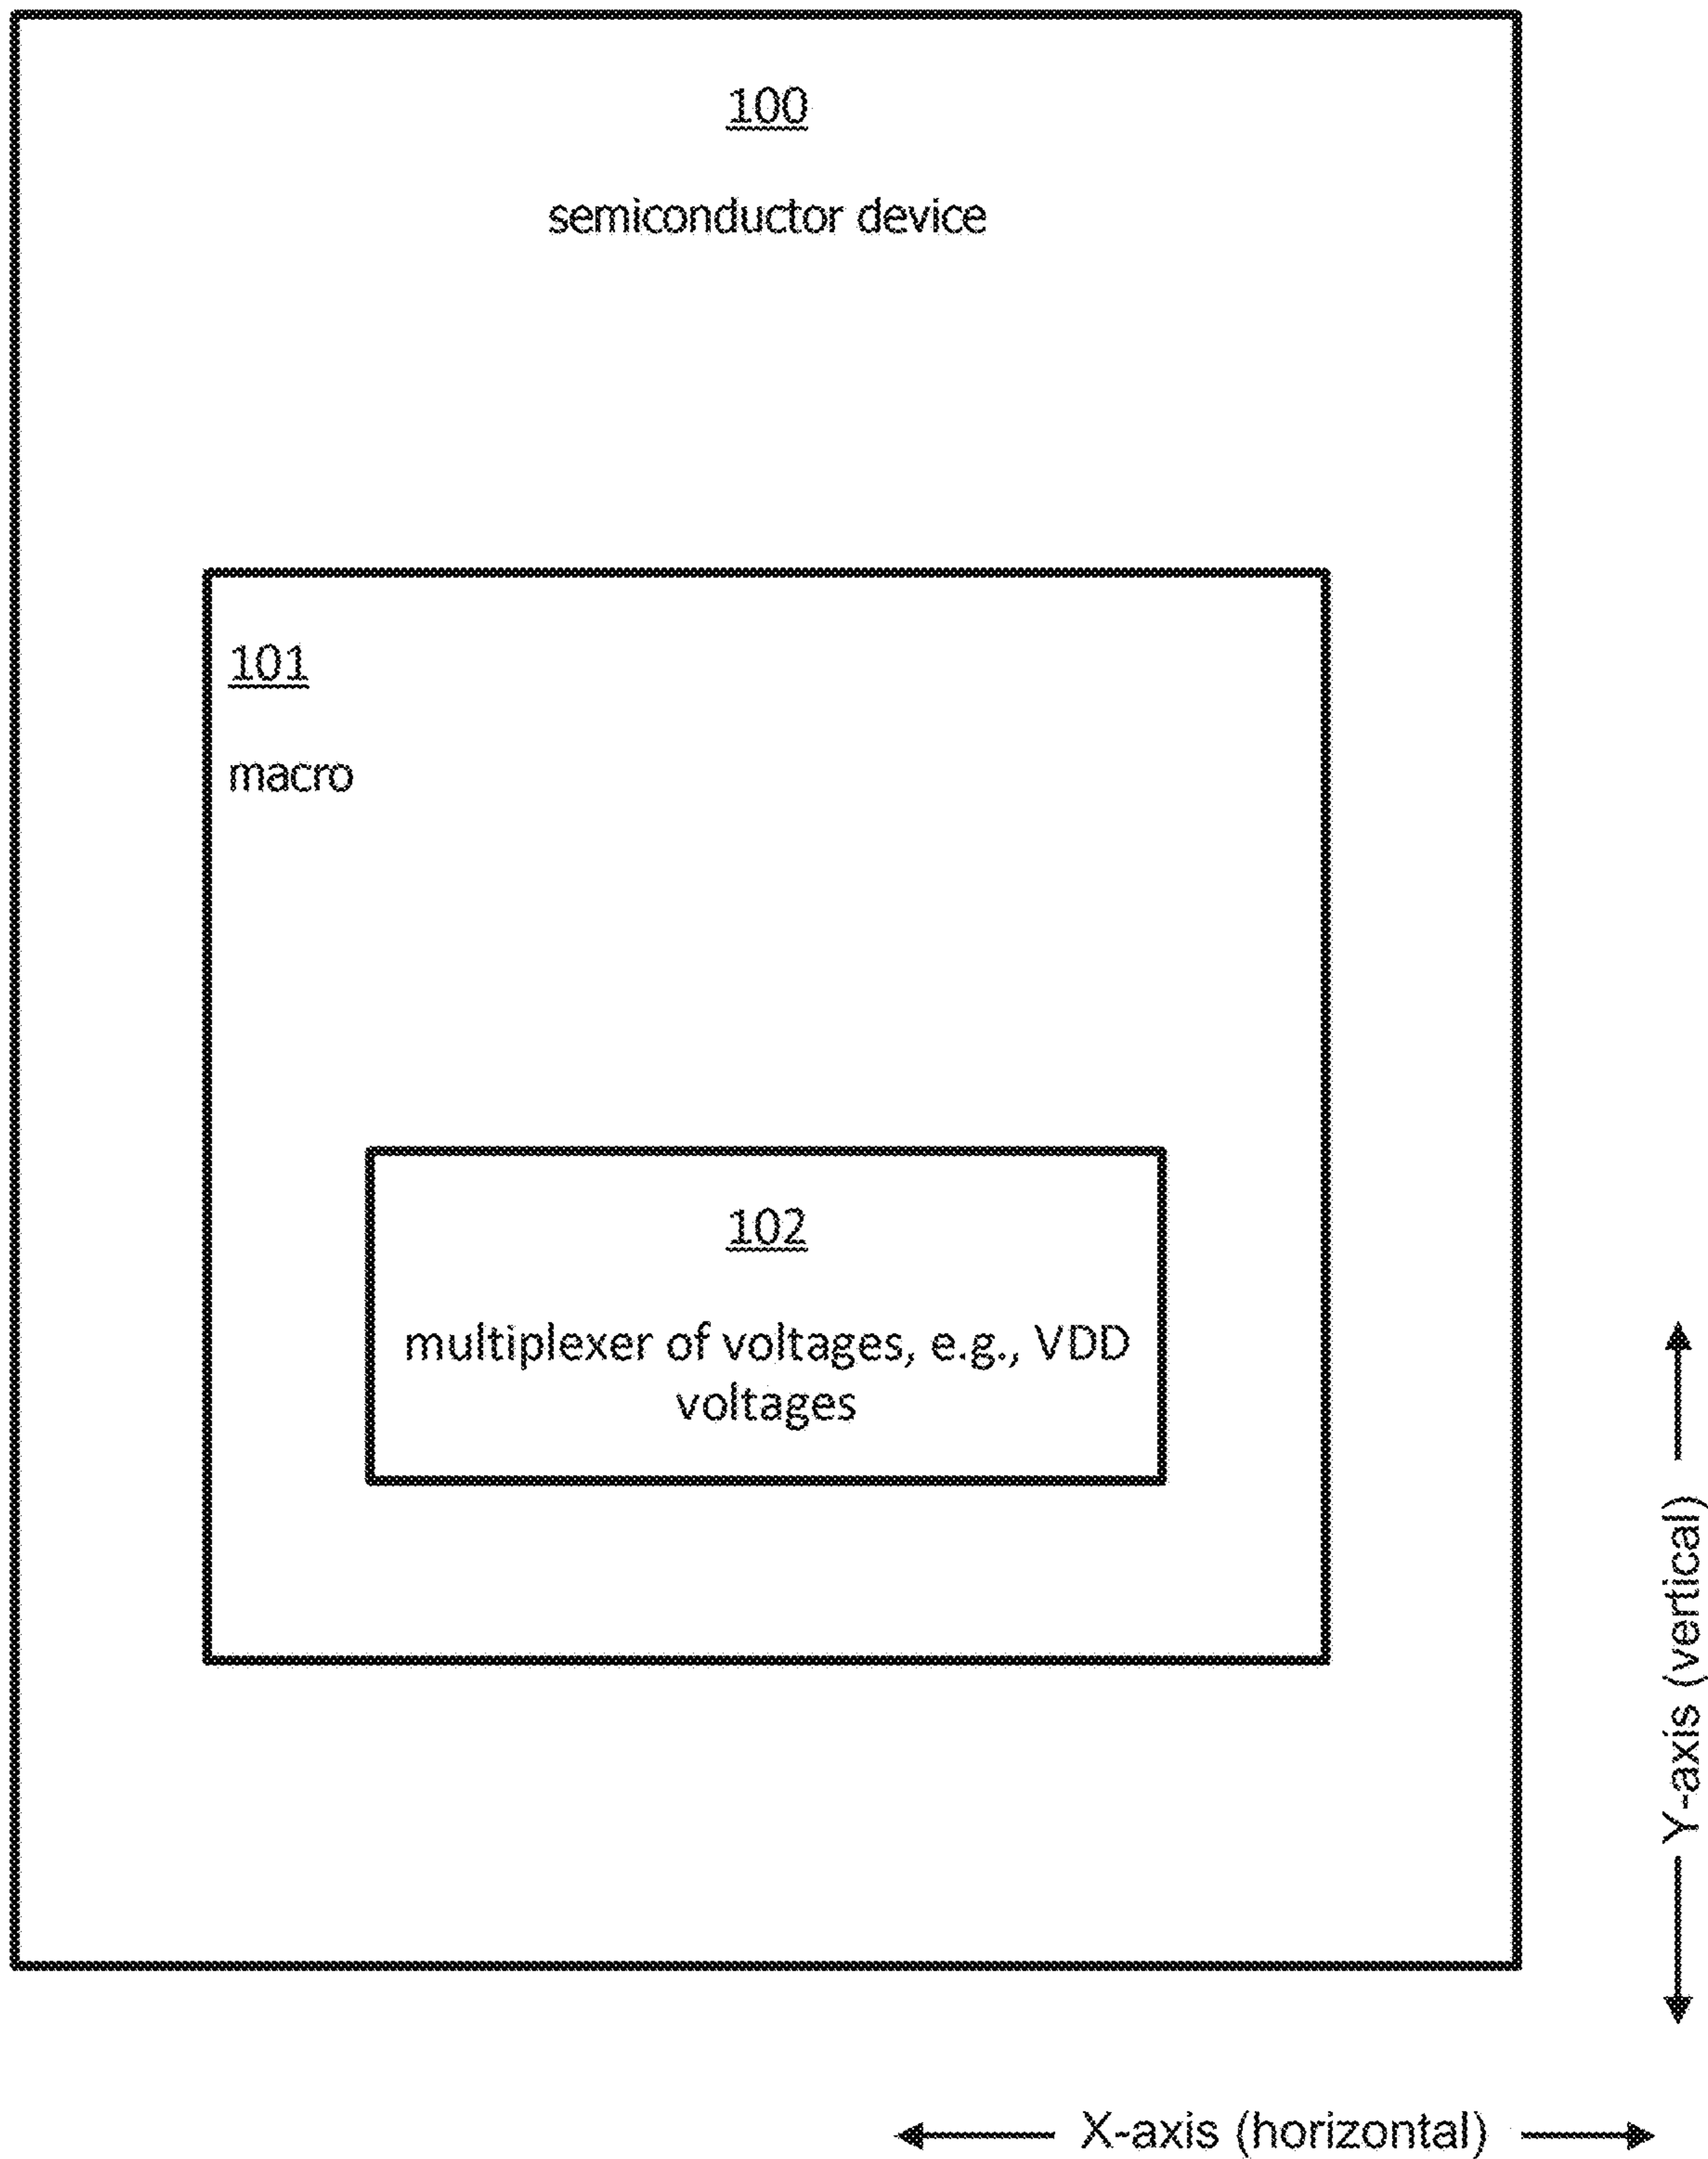 100
semiconductor device
101
macro
102
multiplexer of voltages, e.g., VDD
voltages
Y-axis (vertical)
X-axis (horizontal)